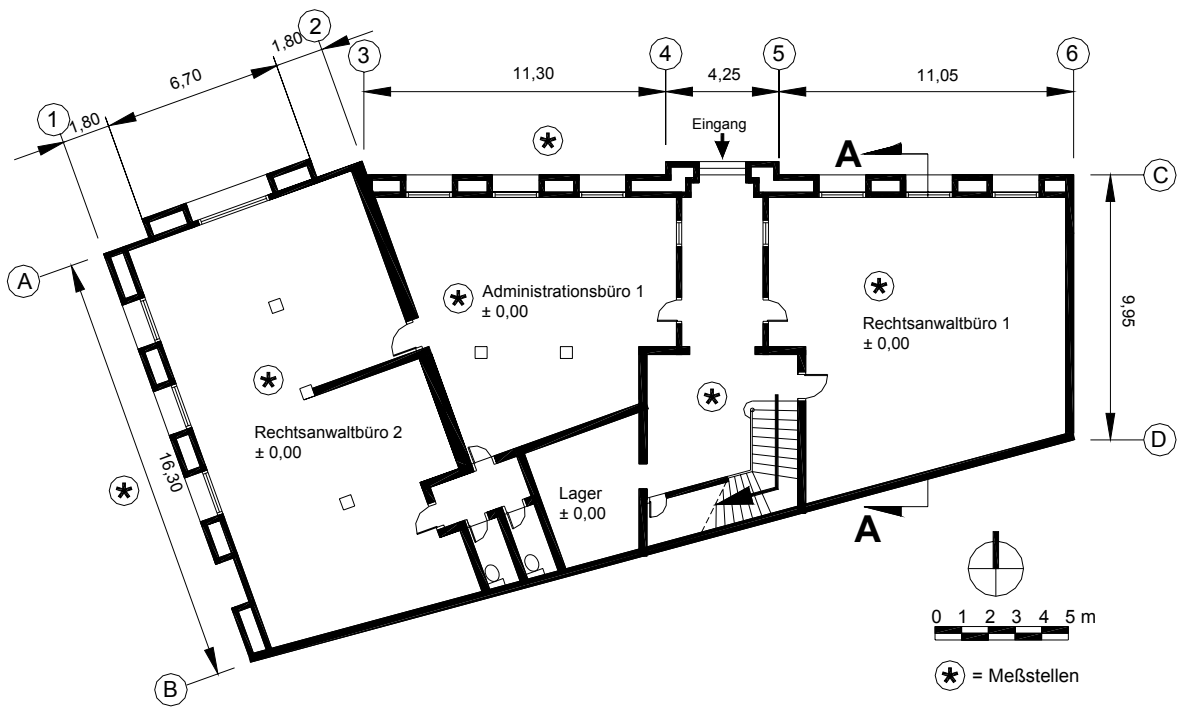 1
1,80
6,70
1,80
2
3
11,30
4
4,25
5
11,05
6
Eingang
A
C
A
Administrationsbüro 1
± 0,00
Rechtsanwaltbüro 1
± 0,00
9,95
Rechtsanwaltbüro 2
± 0,00
16,30
Lager
± 0,00
D
A
B
0 1 2 3 4 5 m
= Meßstellen